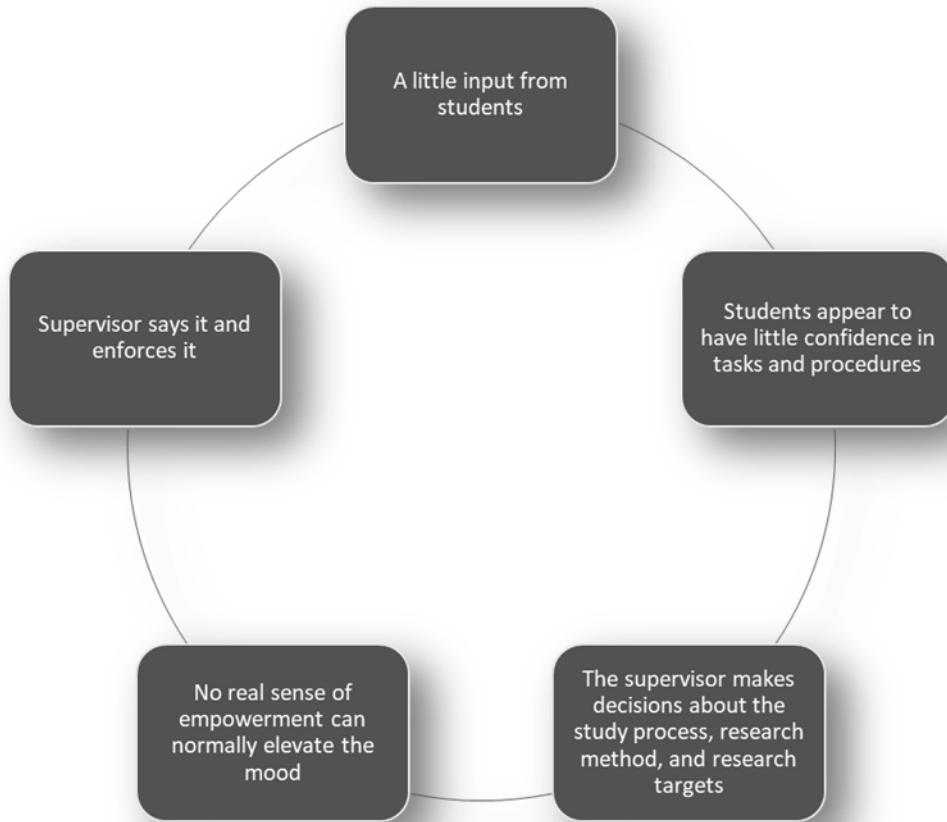 A little input from
students
Supervisor says it and
enforces it
Students appear to
have little confidence in
tasks and procedures
No real sense of
empowerment can
normally elevate the
mood
The supervisor makes
decisions about the
study process, research
method, and research
targets